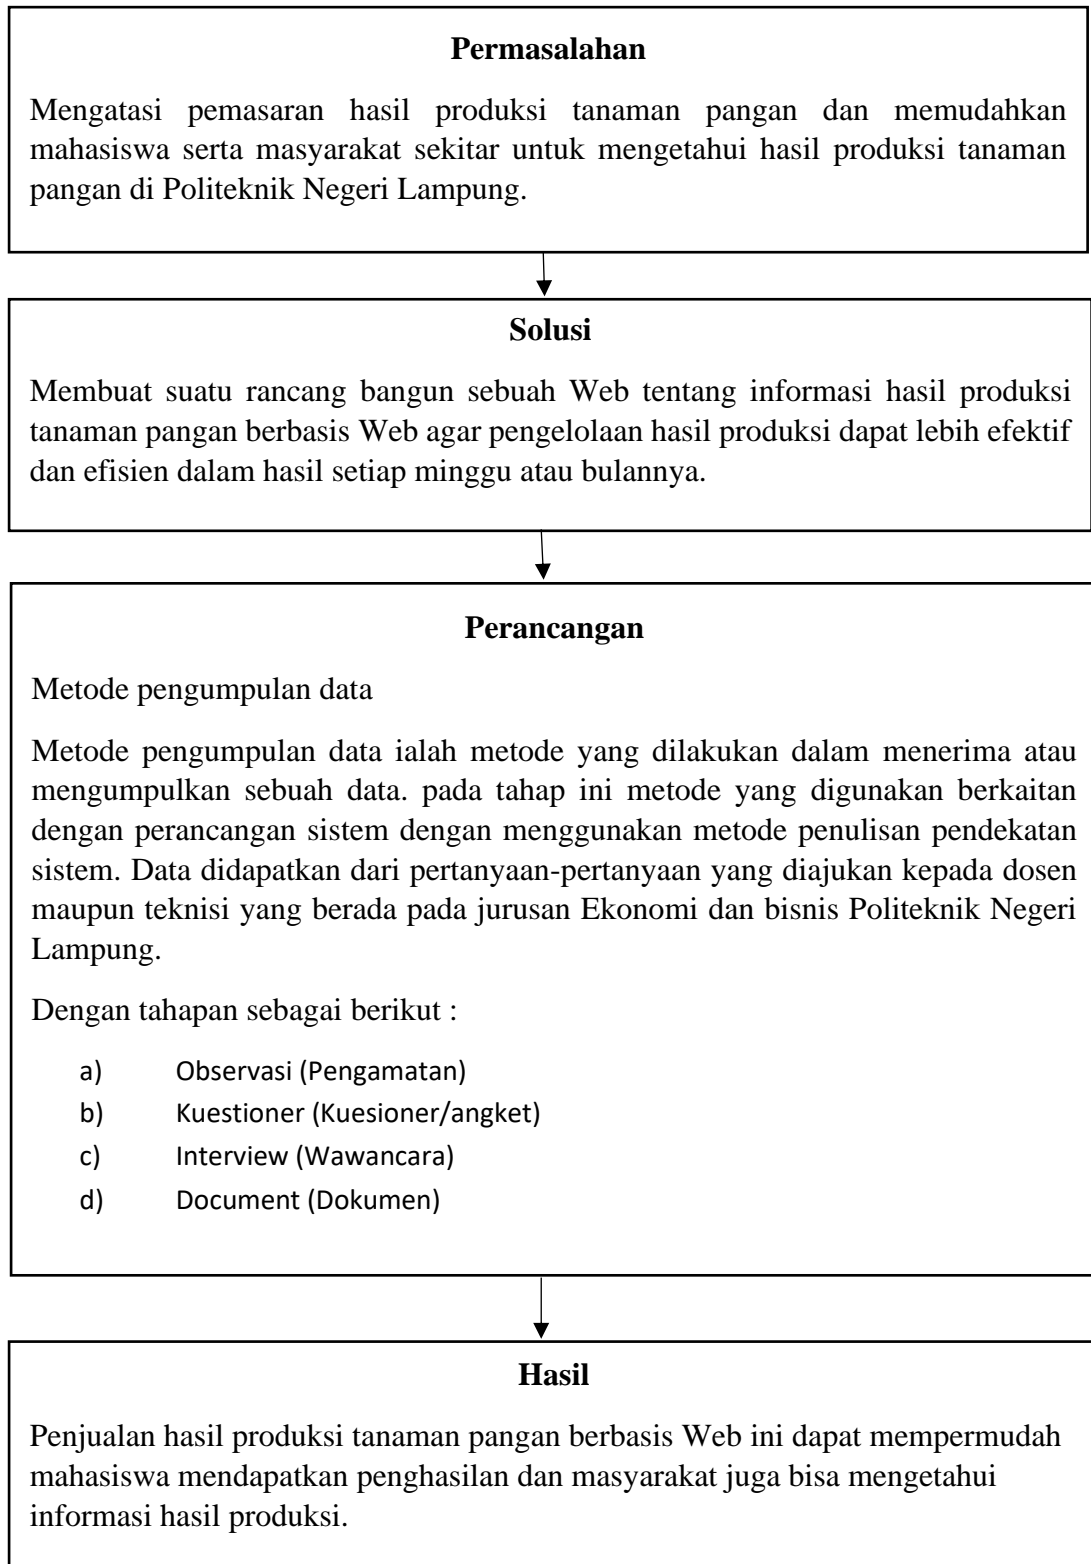 Permasalahan
Mengatasi pemasaran hasil produksi tanaman pangan dan memudahkan
mahasiswa serta masyarakat sekitar untuk mengetahui hasil produksi tanaman
pangan di Politeknik Negeri Lampung.
Solusi
Membuat suatu rancang bangun sebuah Web tentang informasi hasil produksi
tanaman pangan berbasis Web agar pengelolaan hasil produksi dapat lebih efektif
dan efisien dalam hasil setiap minggu atau bulannya.
Perancangan
Metode pengumpulan data
Metode pengumpulan data ialah metode yang dilakukan dalam menerima atau
mengumpulkan sebuah data. pada tahap ini metode yang digunakan berkaitan
dengan perancangan sistem dengan menggunakan metode penulisan pendekatan
sistem. Data didapatkan dari pertanyaan-pertanyaan yang diajukan kepada dosen
maupun teknisi yang berada pada jurusan Ekonomi dan bisnis Politeknik Negeri
Lampung.
Dengan tahapan sebagai berikut :
a) Observasi (Pengamatan)
b) Kuestioner (Kuesioner/angket)
c) Interview (Wawancara)
d) Document (Dokumen)
Hasil
Penjualan hasil produksi tanaman pangan berbasis Web ini dapat mempermudah
mahasiswa mendapatkan penghasilan dan masyarakat juga bisa mengetahui
informasi hasil produksi.